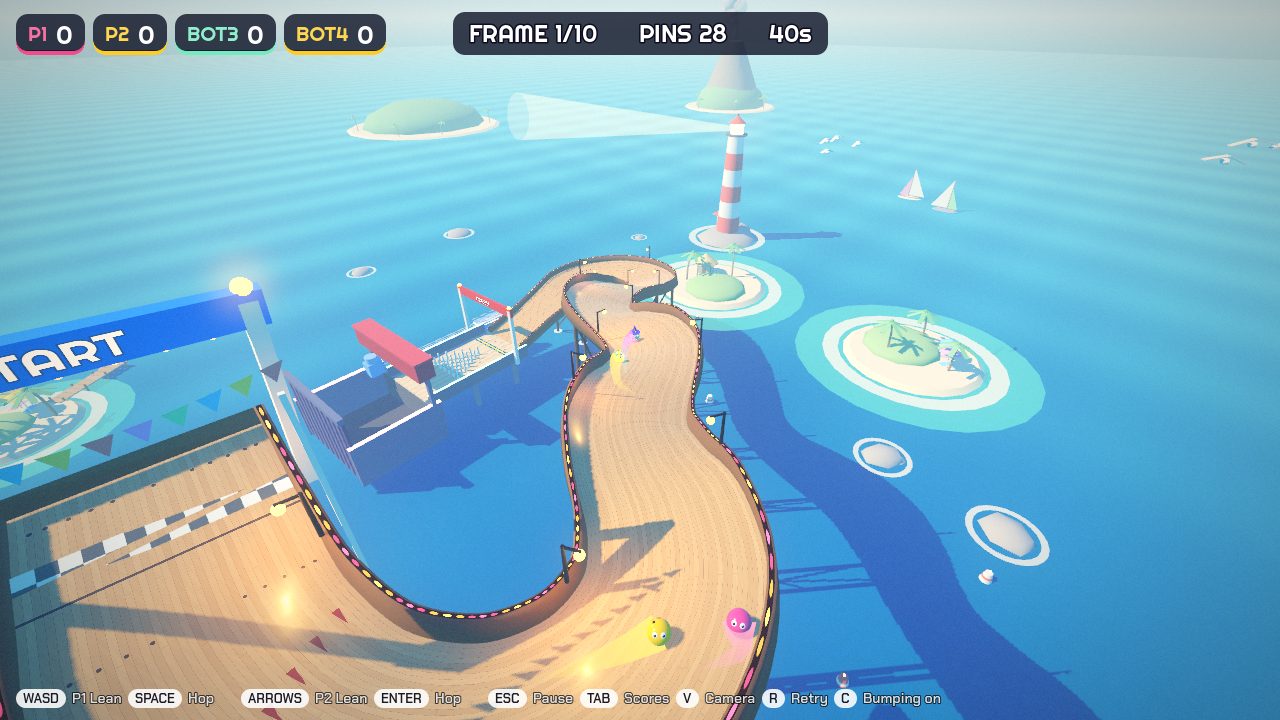 P1 0
P2 0
BOT3 0
BOT4 0
FRAME 1/10 PINS 28 40s
TART
WASD P1 Lean SPACE Hop ARROWS P2 Lean ENTER Hop ESC Pause TAB Scores V Camera R Retry C Bumping on